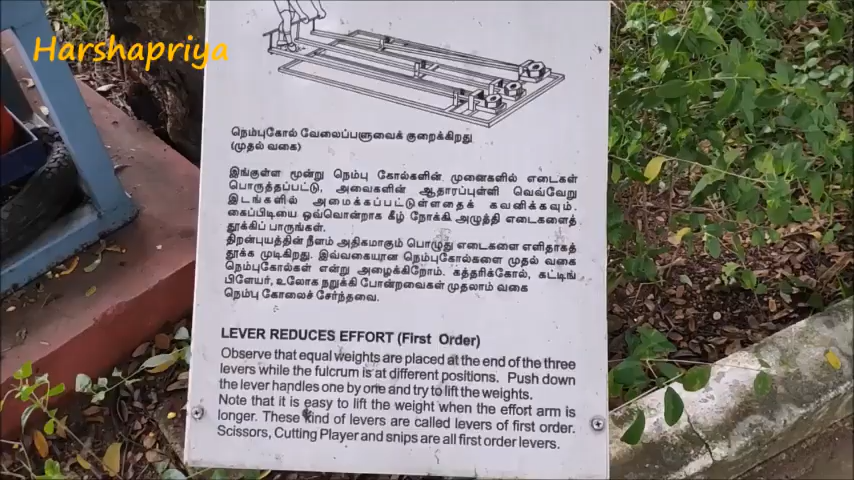 Harshapriya
நெம்புகோல் வேலைப்பளுவைக் குறைக்கிறது
(முதல் வகை)
இங்குள்ள மூன்று நெம்பு கோல்களின் முனைகளில் எடைகள்
பொருத்தப்பட்டு, அவைகளின் ஆதாரப்புள்ளி வெவ்வேறு
இடங்களில் அமைக்கப்பட்டுள்ளதைக் கவனிக்கவும்.
கைப்பிடியை ஒவ்வொன்றாக கீழ் நோக்கி அழுத்தி எடைகளைத்
தூக்கிப் பாருங்கள்.
திறன்புயத்தின் நீளம் அதிகமாகும் பொழுது எடைகளை எளிதாகத்
தூக்க முடிகிறது. இவ்வகையான நெம்புகோல்களை முதல் வகை
நெம்புகோல்கள் என்று அழைக்கிறோம். கத்தரிக்கோல், கட்டிங்
பிளேயர், உலோக நறுக்கி போன்றவைகள் முதலாம் வகை
நெம்பு கோலைச் சேர்ந்தவை.
LEVER REDUCES EFFORT (First Order)
Observe that equal weights are placed at the end of the three
levers while the fulcrum is at different positions. Push down
the lever handles one by one and try to lift the weights.
Note that it is easy to lift the weight when the effort arm is
longer. These kind of levers are called levers of first order.
Scissors, Cutting Player and snips are all first order levers.